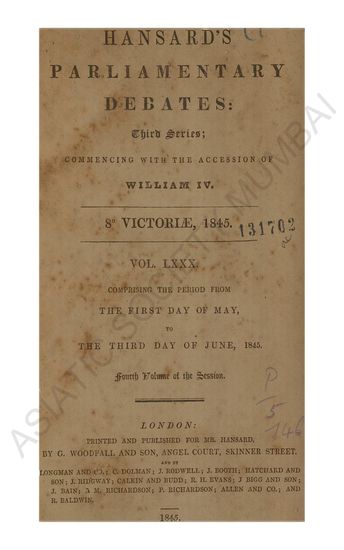 HANSARD'S
PARLIAMENTARY
DEBATES:
Third Series;
COMMENCING WITH THE ACCESSION OF
WILLIAM IV.
8° VICTORIÆ, 1845.
131702
VOL. LXXX.
COMPRISING THE PERIOD FROM
THE FIRST DAY OF MAY,
TO
THE THIRD DAY OF JUNE, 1845.
Fourth Volume of the Session.
P
5
146
LONDON:
PRINTED AND PUBLISHED FOR MR. HANSARD,
BY G. WOODFALL AND SON, ANGEL COURT, SKINNER STREET.
AND BY
LONGMAN AND CO.; C. DOLMAN; J. RODWELL; J. BOOTH; HATCHARD AND
SON; J. RIDGWAY; CALKIN AND BUDD; R. H. EVANS; J BIGG AND SON;
J. BAIN; J. M. RICHARDSON; P. RICHARDSON; ALLEN AND CO.; AND
R. BALDWIN.
1845.
ASIATIC SOCIETY MUMBAI